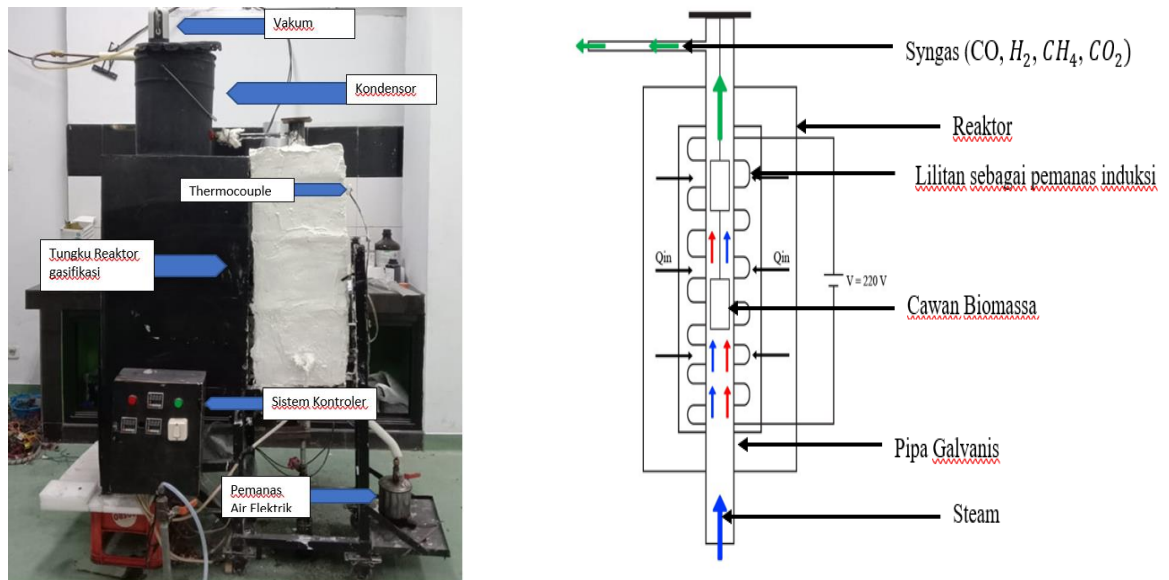 Vakum
Kondensor
Thermocouple
Tungku Reaktor
gasifikasi
Sistem Kontroler
Pemanas
Air Elektrik
Syngas (CO, H₂, CH₄, CO₂)
Reaktor
Lilitan sebagai pemanas induksi
Qin
Qin
V = 220 V
Cawan Biomassa
Pipa Galvanis
Steam